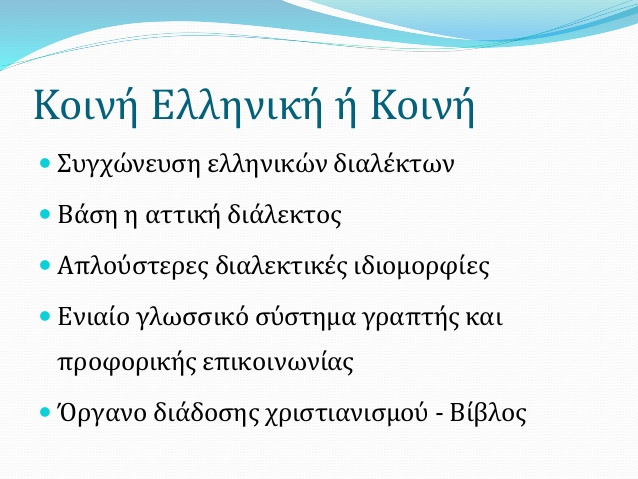 Κοινή Ελληνική ή Κοινή
• Συγχώνευση ελληνικών διαλέκτων
• Βάση η αττική διάλεκτος
• Απλούστερες διαλεκτικές ιδιομορφίες
• Ενιαίο γλωσσικό σύστημα γραπτής και
προφορικής επικοινωνίας
• Όργανο διάδοσης χριστιανισμού - Βίβλος